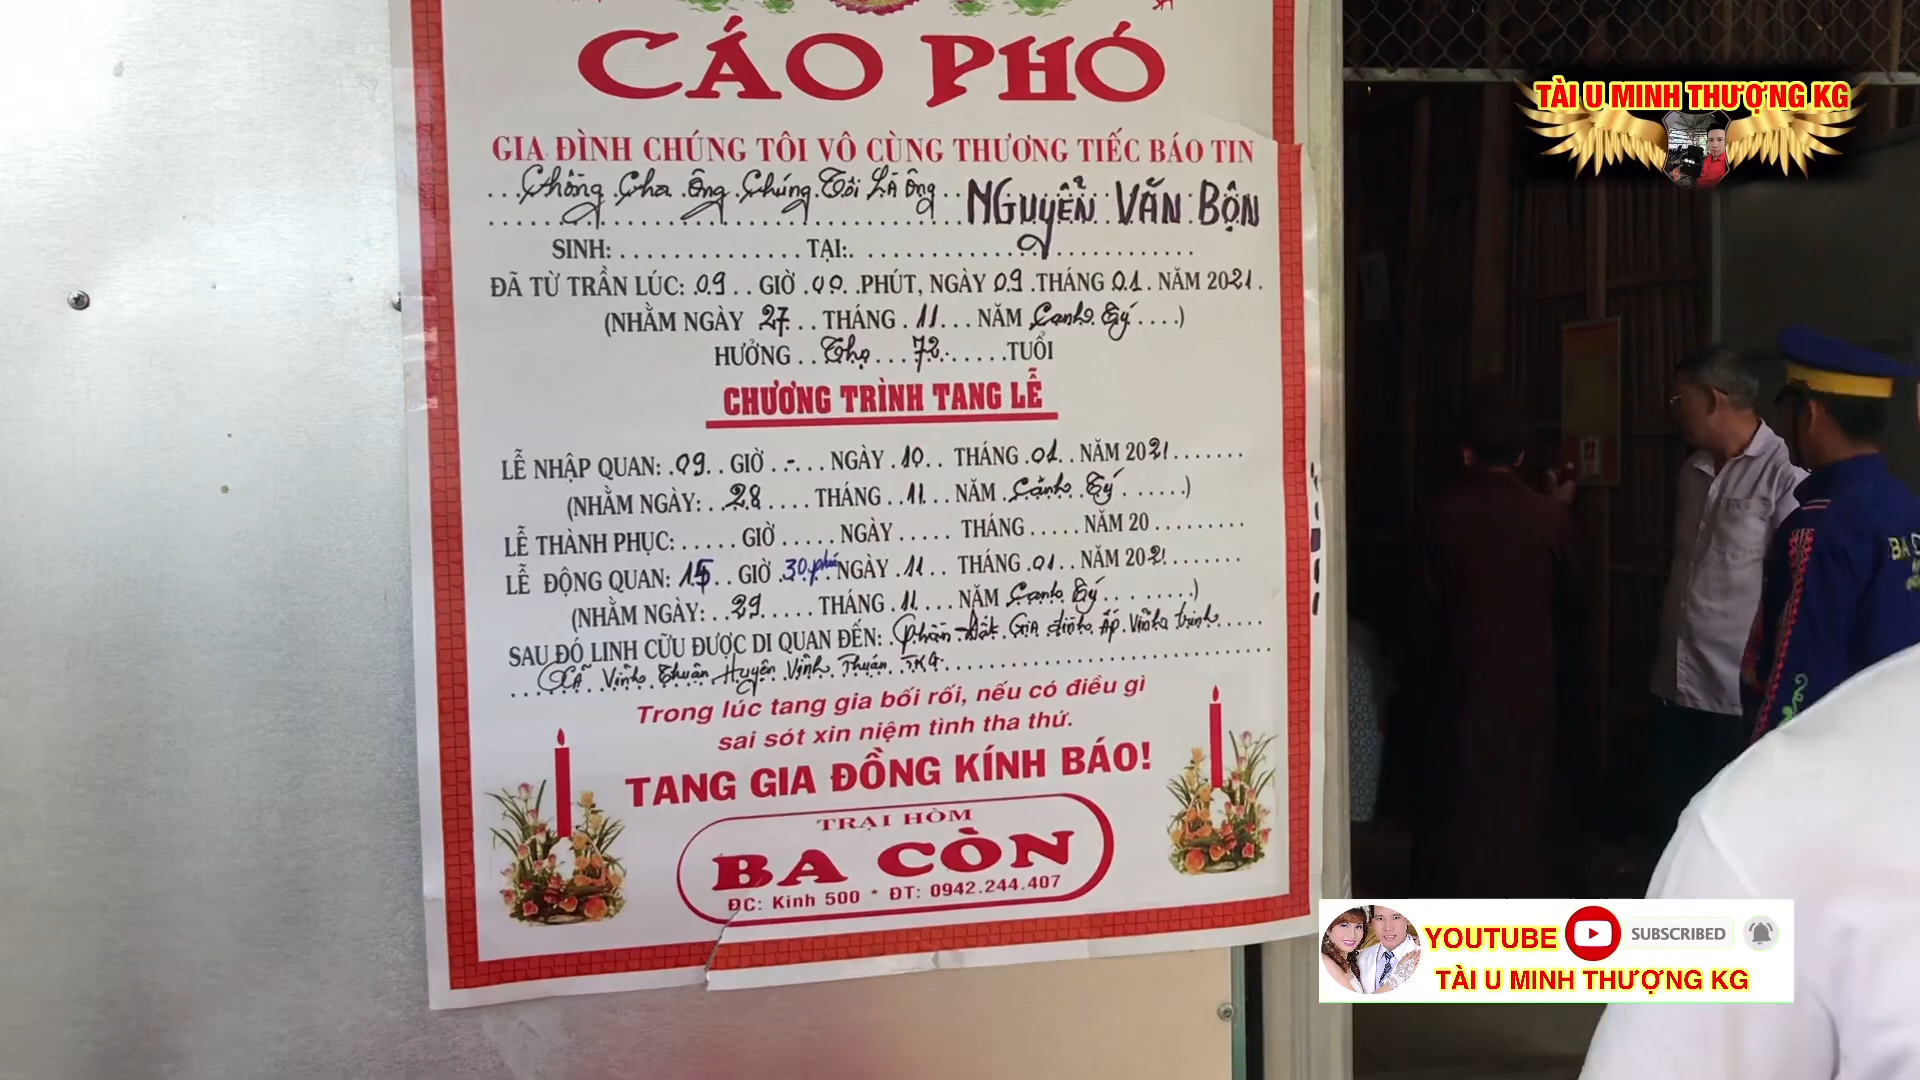 CÁO PHÓ
GIA ĐÌNH CHÚNG TÔI VÔ CÙNG THƯƠNG TIẾC BÁO TIN
Chồng Cha Ông Chúng Tôi Là Ông NGUYỄN VĂN BỘN
SINH: TẠI:
ĐÃ TỪ TRẦN LÚC: 09 GIỜ 00 PHÚT, NGÀY 09 THÁNG 01 NĂM 2021
(NHẰM NGÀY 27 THÁNG 11 NĂM Canh Tý)
HƯỞNG Thọ 72 TUỔI
CHƯƠNG TRÌNH TANG LỄ
LỄ NHẬP QUAN: 09 GIỜ - NGÀY 10 THÁNG 01 NĂM 2021
(NHẰM NGÀY: 28 THÁNG 11 NĂM Canh Tý)
LỄ THÀNH PHỤC: GIỜ NGÀY THÁNG NĂM 20
LỄ ĐỘNG QUAN: 15 GIỜ 30 phú NGÀY 11 THÁNG 01 NĂM 2021
(NHẰM NGÀY: 29 THÁNG 11 NĂM Canh Tý)
SAU ĐÓ LINH CỮU ĐƯỢC DI QUAN ĐẾN: Phần Đất Gia đình Ấp Vĩnh trinh
Xã Vĩnh Thuận Huyện Vĩnh Thuận TKG
Trong lúc tang gia bối rối, nếu có điều gì
sai sót xin niệm tình tha thứ.
TANG GIA ĐỒNG KÍNH BÁO!
TRẠI HÒM
BA CÒN
ĐC: Kinh 500 * ĐT: 0942.244.407
TÀI U MINH THƯỢNG KG
BA
YOUTUBE SUBSCRIBED
TÀI U MINH THƯỢNG KG